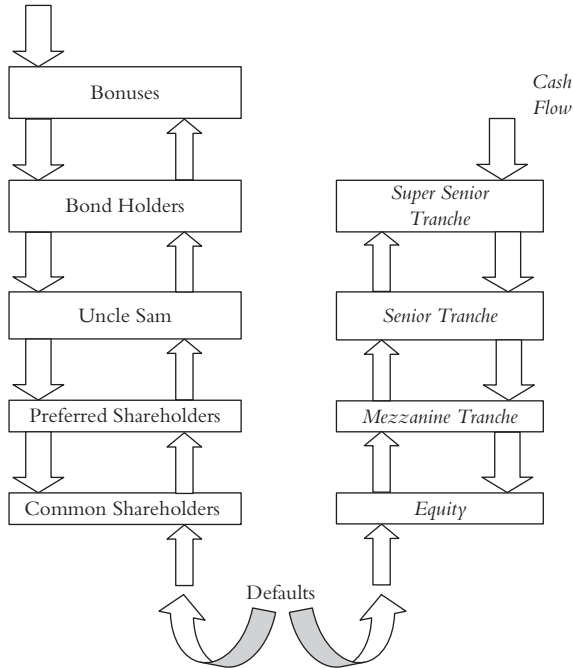 Bonuses
Bond Holders
Uncle Sam
Preferred Shareholders
Common Shareholders
Cash
Flow
Super Senior
Tranche
Senior Tranche
Mezzanine Tranche
Equity
Defaults